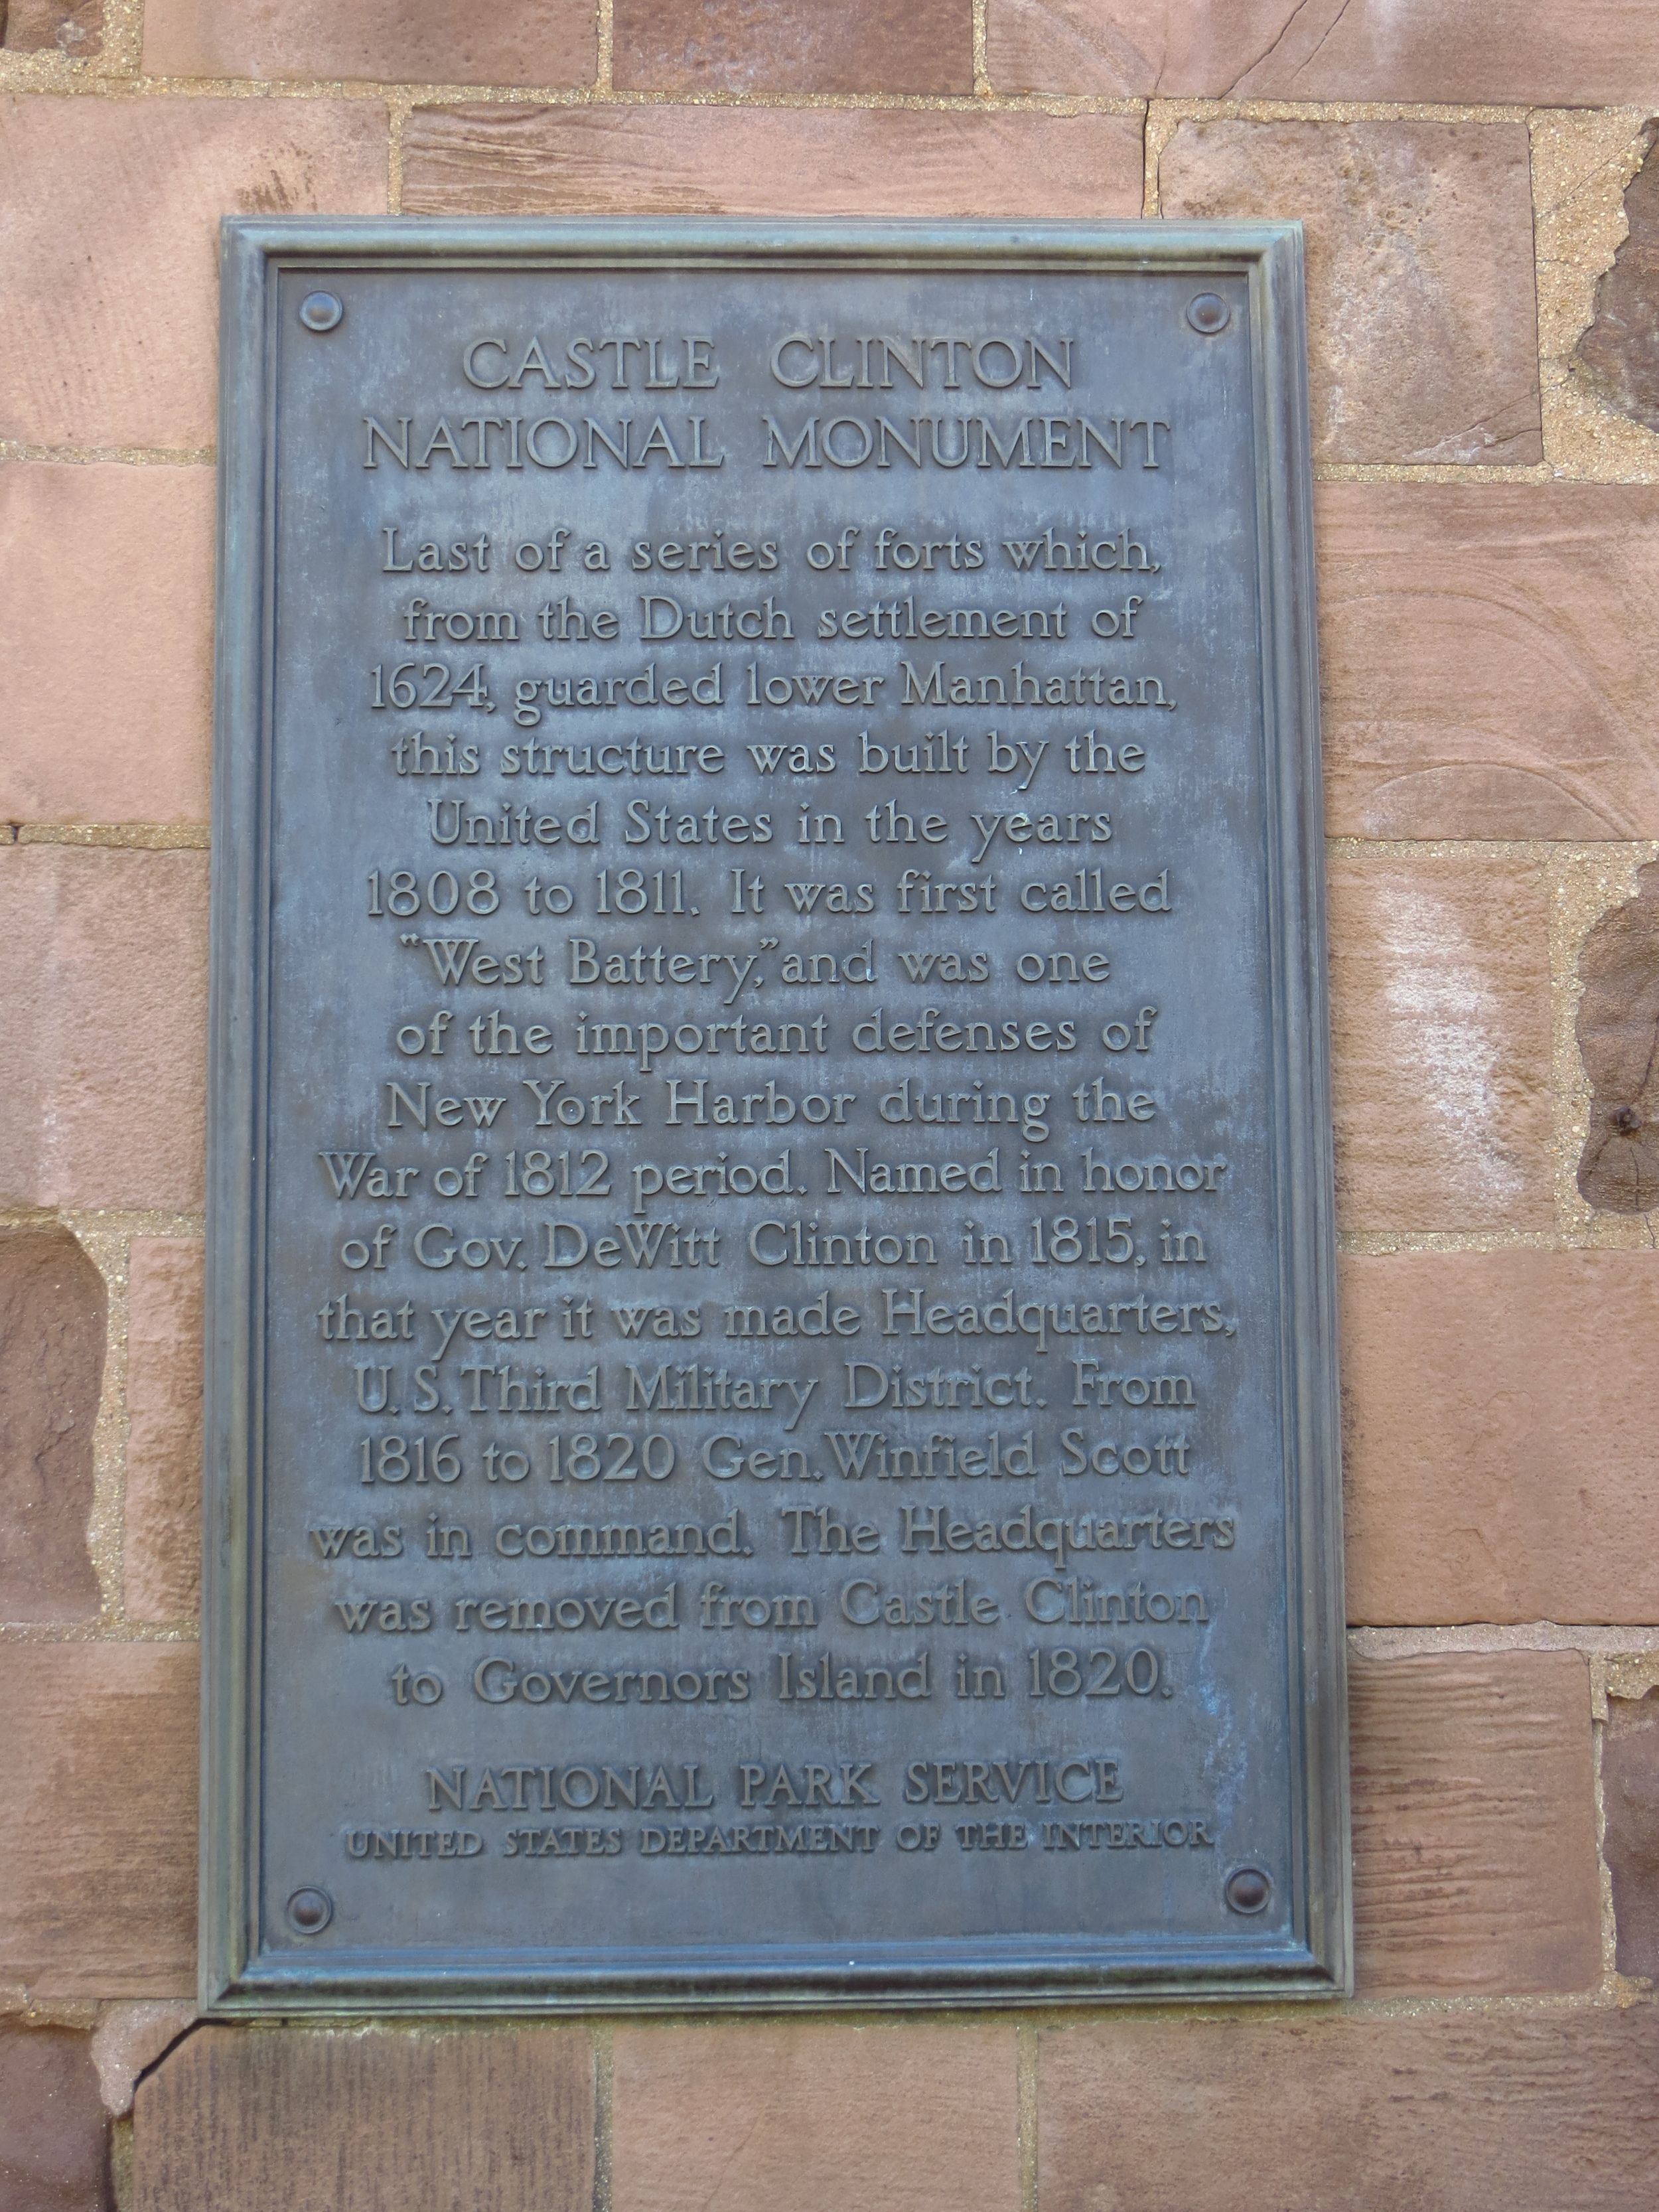 CASTLE CLINTON
NATIONAL MONUMENT
Last of a series of forts which,
from the Dutch settlement of
1624, guarded lower Manhattan,
this structure was built by the
United States in the years
1808 to 1811. It was first called
“West Battery,” and was one
of the important defenses of
New York Harbor during the
War of 1812 period. Named in honor
of Gov. DeWitt Clinton in 1815, in
that year it was made Headquarters,
U. S. Third Military District. From
1816 to 1820 Gen. Winfield Scott
was in command. The Headquarters
was removed from Castle Clinton
to Governors Island in 1820.
NATIONAL PARK SERVICE
UNITED STATES DEPARTMENT OF THE INTERIOR